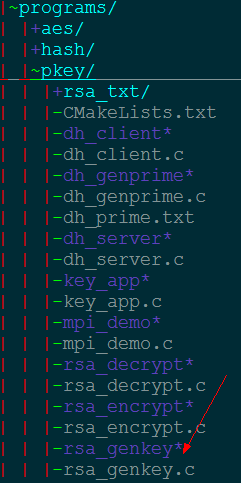 |~programs/
| +aes/
| +hash/
| |~pkey/
| | |+rsa_txt/
| | |-CMakeLists.txt
| | |-dh_client*
| | |-dh_client.c
| | |-dh_genprime*
| | |-dh_genprime.c
| | |-dh_prime.txt
| | |-dh_server*
| | |-dh_server.c
| | |-key_app*
| | |-key_app.c
| | |-mpi_demo*
| | |-mpi_demo.c
| | |-rsa_decrypt*
| | |-rsa_decrypt.c
| | |-rsa_encrypt*
| | |-rsa_encrypt.c
| | |-rsa_genkey*
| | |-rsa_genkey.c